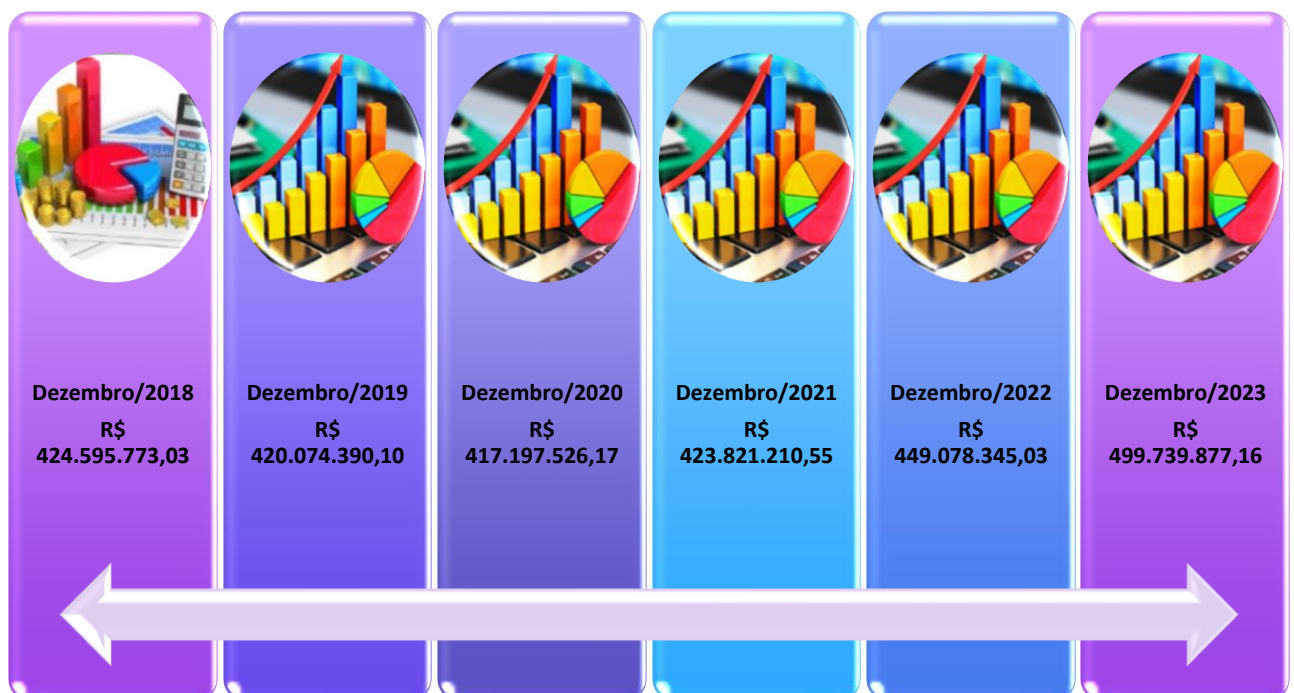 Dezembro/2018
R$
424.595.773,03
Dezembro/2019
R$
420.074.390,10
Dezembro/2020
R$
417.197.526,17
Dezembro/2021
R$
423.821.210,55
Dezembro/2022
R$
449.078.345,03
Dezembro/2023
R$
499.739.877,16